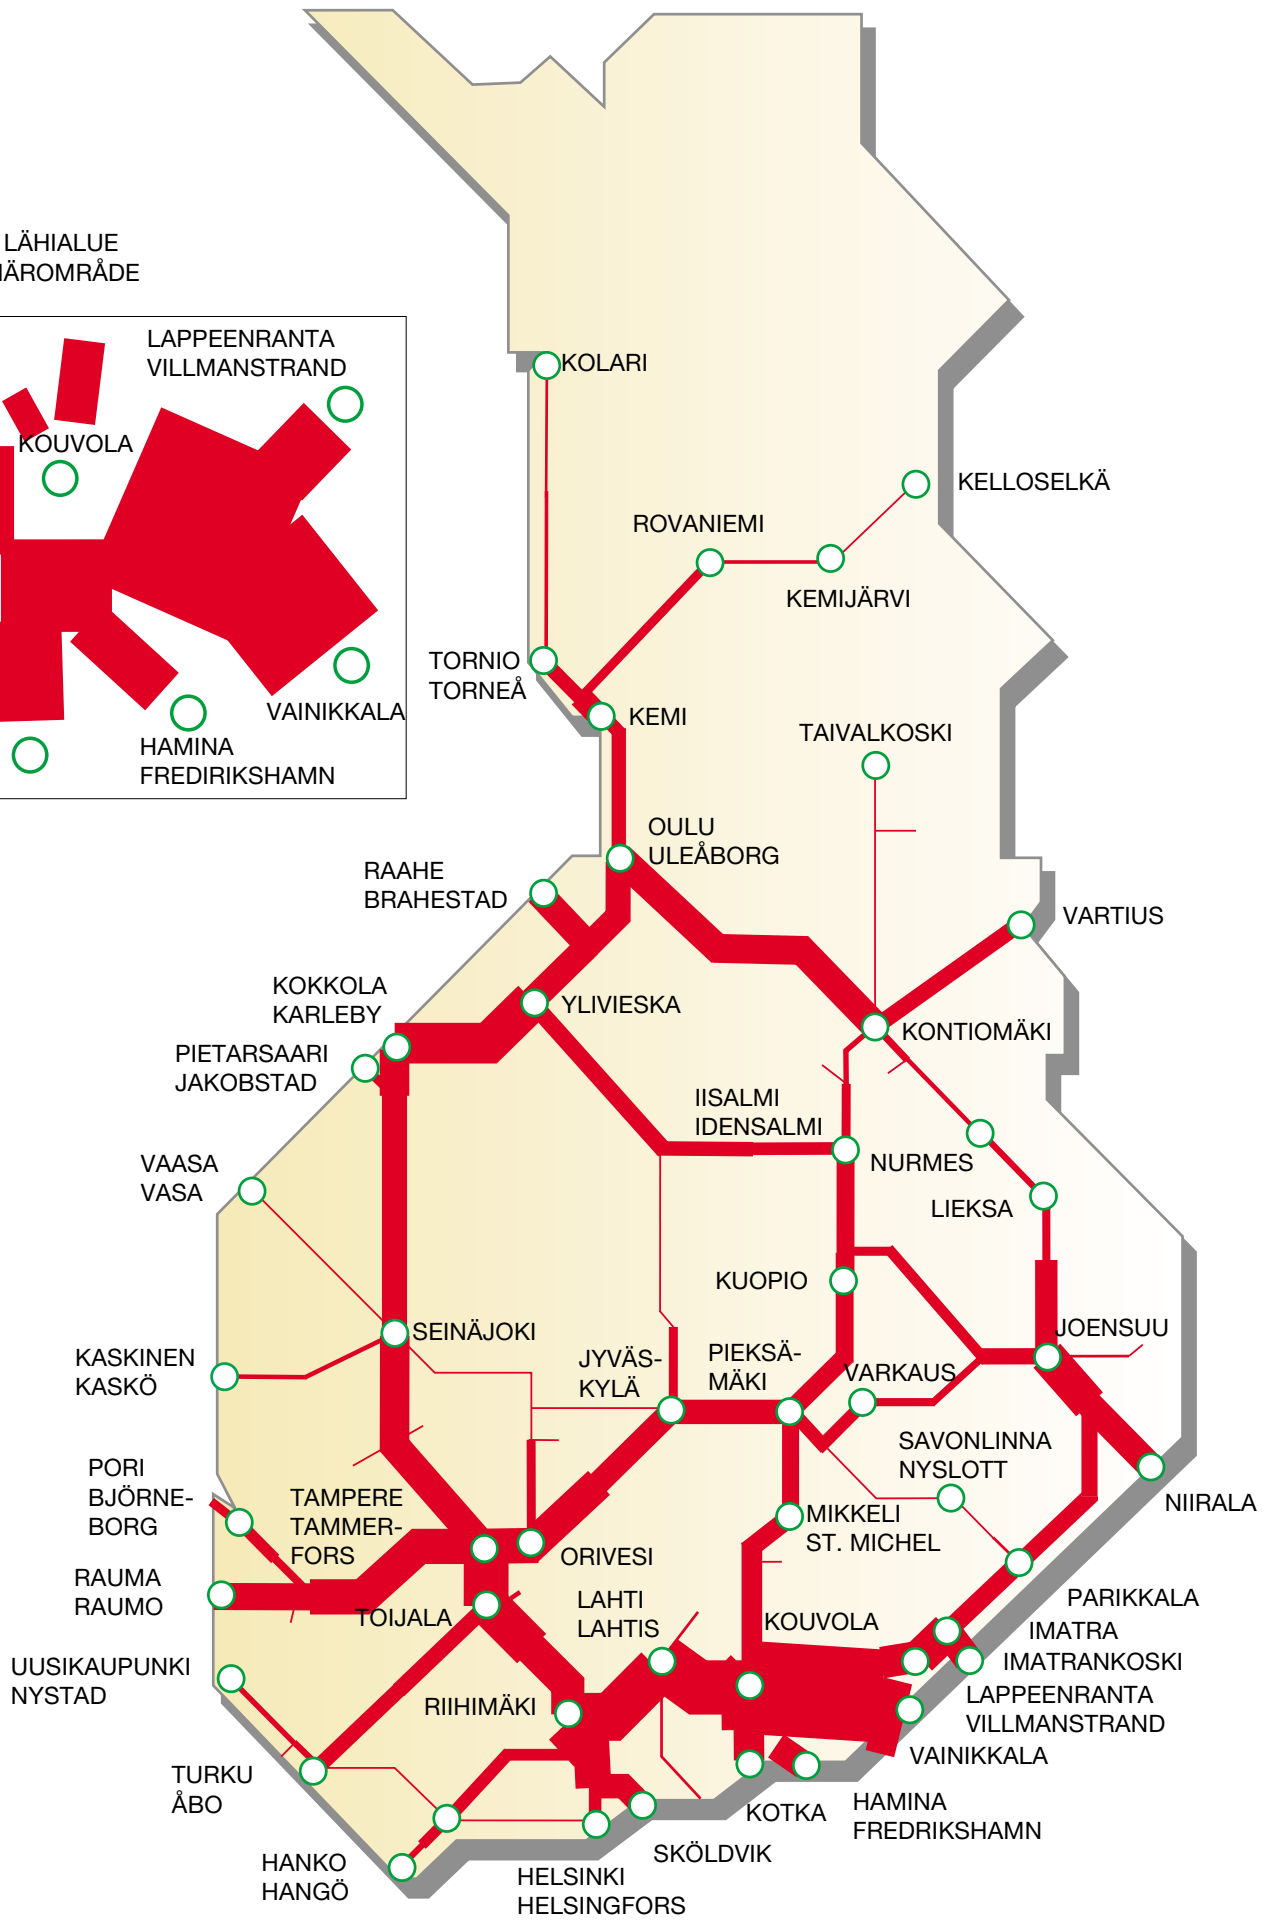 LÄHIALUE
NÄROMRÅDE
LAPPEENRANTA
VILLMANSTRAND
KOUVOLA
VAINIKKALA
HAMINA
FREDIRIKSHAMN
KOLARI
KELLOSELKÄ
ROVANIEMI
KEMIJÄRVI
TORNIO
TORNEÅ
KEMI
TAIVALKOSKI
OULU
ULEÅBORG
RAAHE
BRAHESTAD
VARTIUS
KOKKOLA
KARLEBY
YLIVIESKA
KONTIOMÄKI
PIETARSAARI
JAKOBSTAD
IISALMI
IDENSALMI
NURMES
VAASA
VASA
LIEKSA
KUOPIO
SEINÄJOKI
JOENSUU
KASKINEN
KASKÖ
JYVÄS-
KYLÄ
PIEKSÄ-
MÄKI
VARKAUS
SAVONLINNA
NYSLOTT
PORI
BJÖRNE-
BORG
TAMPERE
TAMMER-
FORS
NIIRALA
MIKKELI
ST. MICHEL
ORIVESI
RAUMA
RAUMO
TOIJALA
LAHTI
LAHTIS
KOUVOLA
PARIKKALA
IMATRA
IMATRANKOSKI
UUSIKAUPUNKI
NYSTAD
RIIHIMÄKI
LAPPEENRANTA
VILLMANSTRAND
VAINIKKALA
TURKU
ÅBO
KOTKA
HAMINA
FREDRIKSHAMN
SKÖLDVIK
HANKO
HANGÖ
HELSINKI
HELSINGFORS